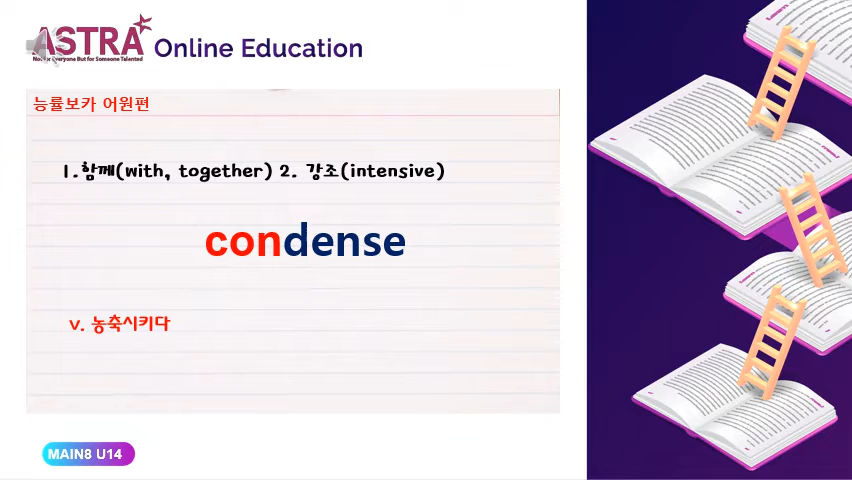 ASTRA
Online Education
능률보카 어원편
1.함께(with, together) 2. 강조(intensive)
condense
v. 농축시키다
MAIN8 U14